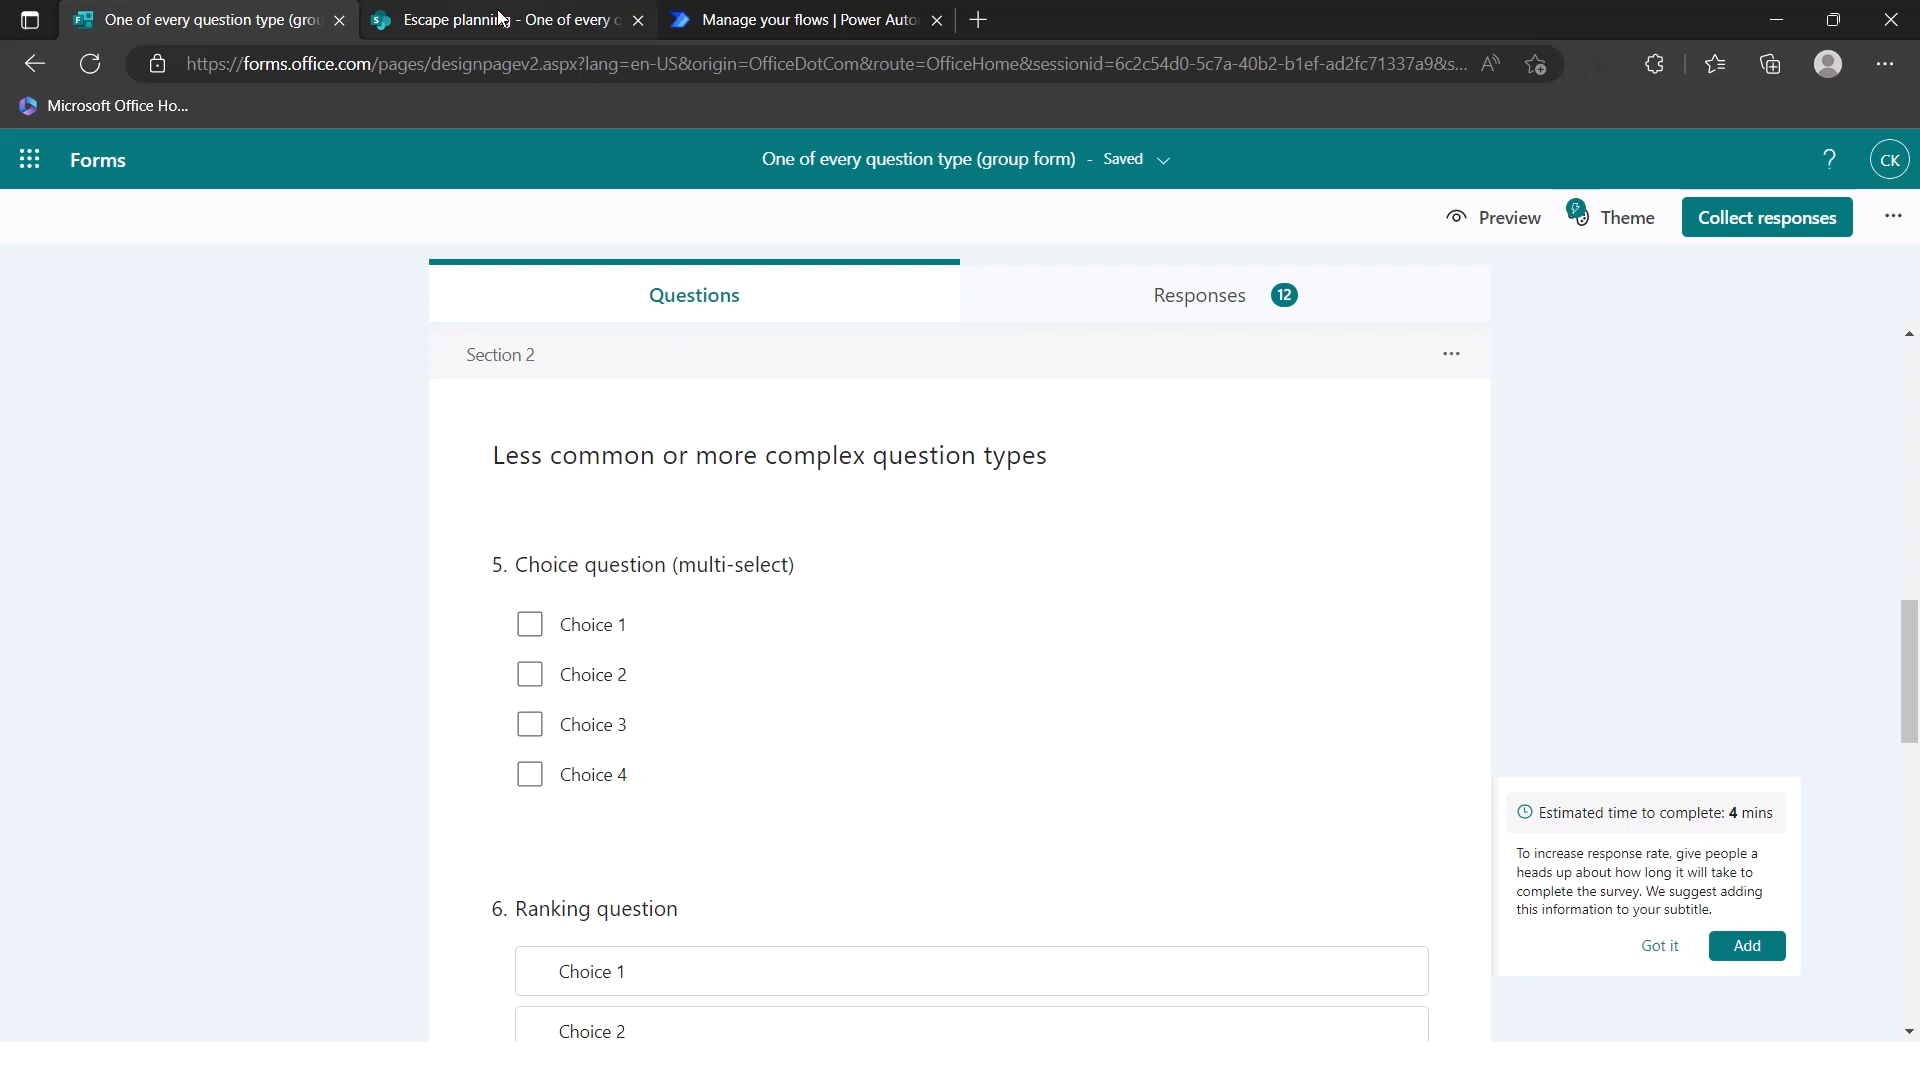 One of every question type (grou
Escape planning - One of every q
Manage your flows | Power Auto
https://forms.office.com/pages/designpagev2.aspx?lang=en-US&origin=OfficeDotCom&route=OfficeHome&sessionid=6c2c54d0-5c7a-40b2-b1ef-ad2fc71337a9&s...
Microsoft Office Ho...
Forms
One of every question type (group form) - Saved
?
CK
Preview
Theme
Collect responses
Questions
Responses 12
Section 2
Less common or more complex question types
5. Choice question (multi-select)
Choice 1
Choice 2
Choice 3
Choice 4
6. Ranking question
Choice 1
Choice 2
Estimated time to complete: 4 mins
To increase response rate, give people a
heads up about how long it will take to
complete the survey. We suggest adding
this information to your subtitle.
Got it
Add